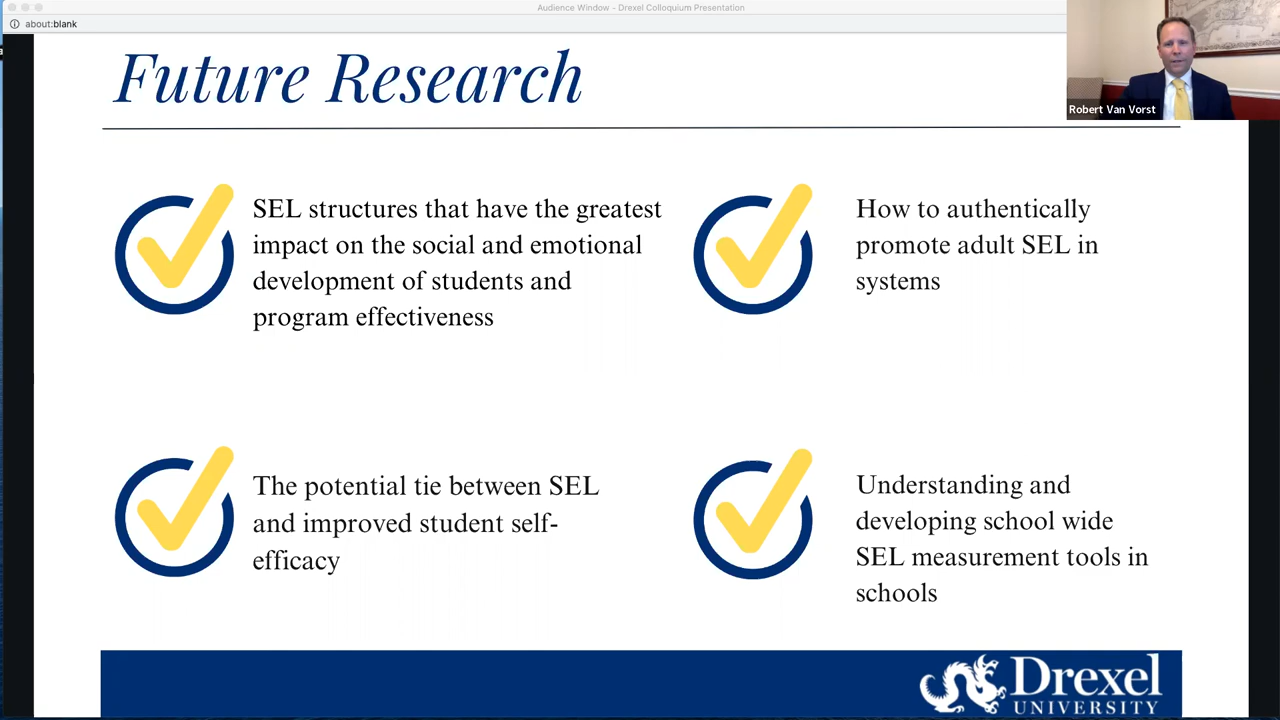 Audience Window - Drexel Colloquium Presentation
about:blank
Future Research
Robert Van Vorst
SEL structures that have the greatest
impact on the social and emotional
development of students and
program effectiveness
How to authentically
promote adult SEL in
systems
The potential tie between SEL
and improved student self-
efficacy
Understanding and
developing school wide
SEL measurement tools in
schools
Drexel
UNIVERSITY